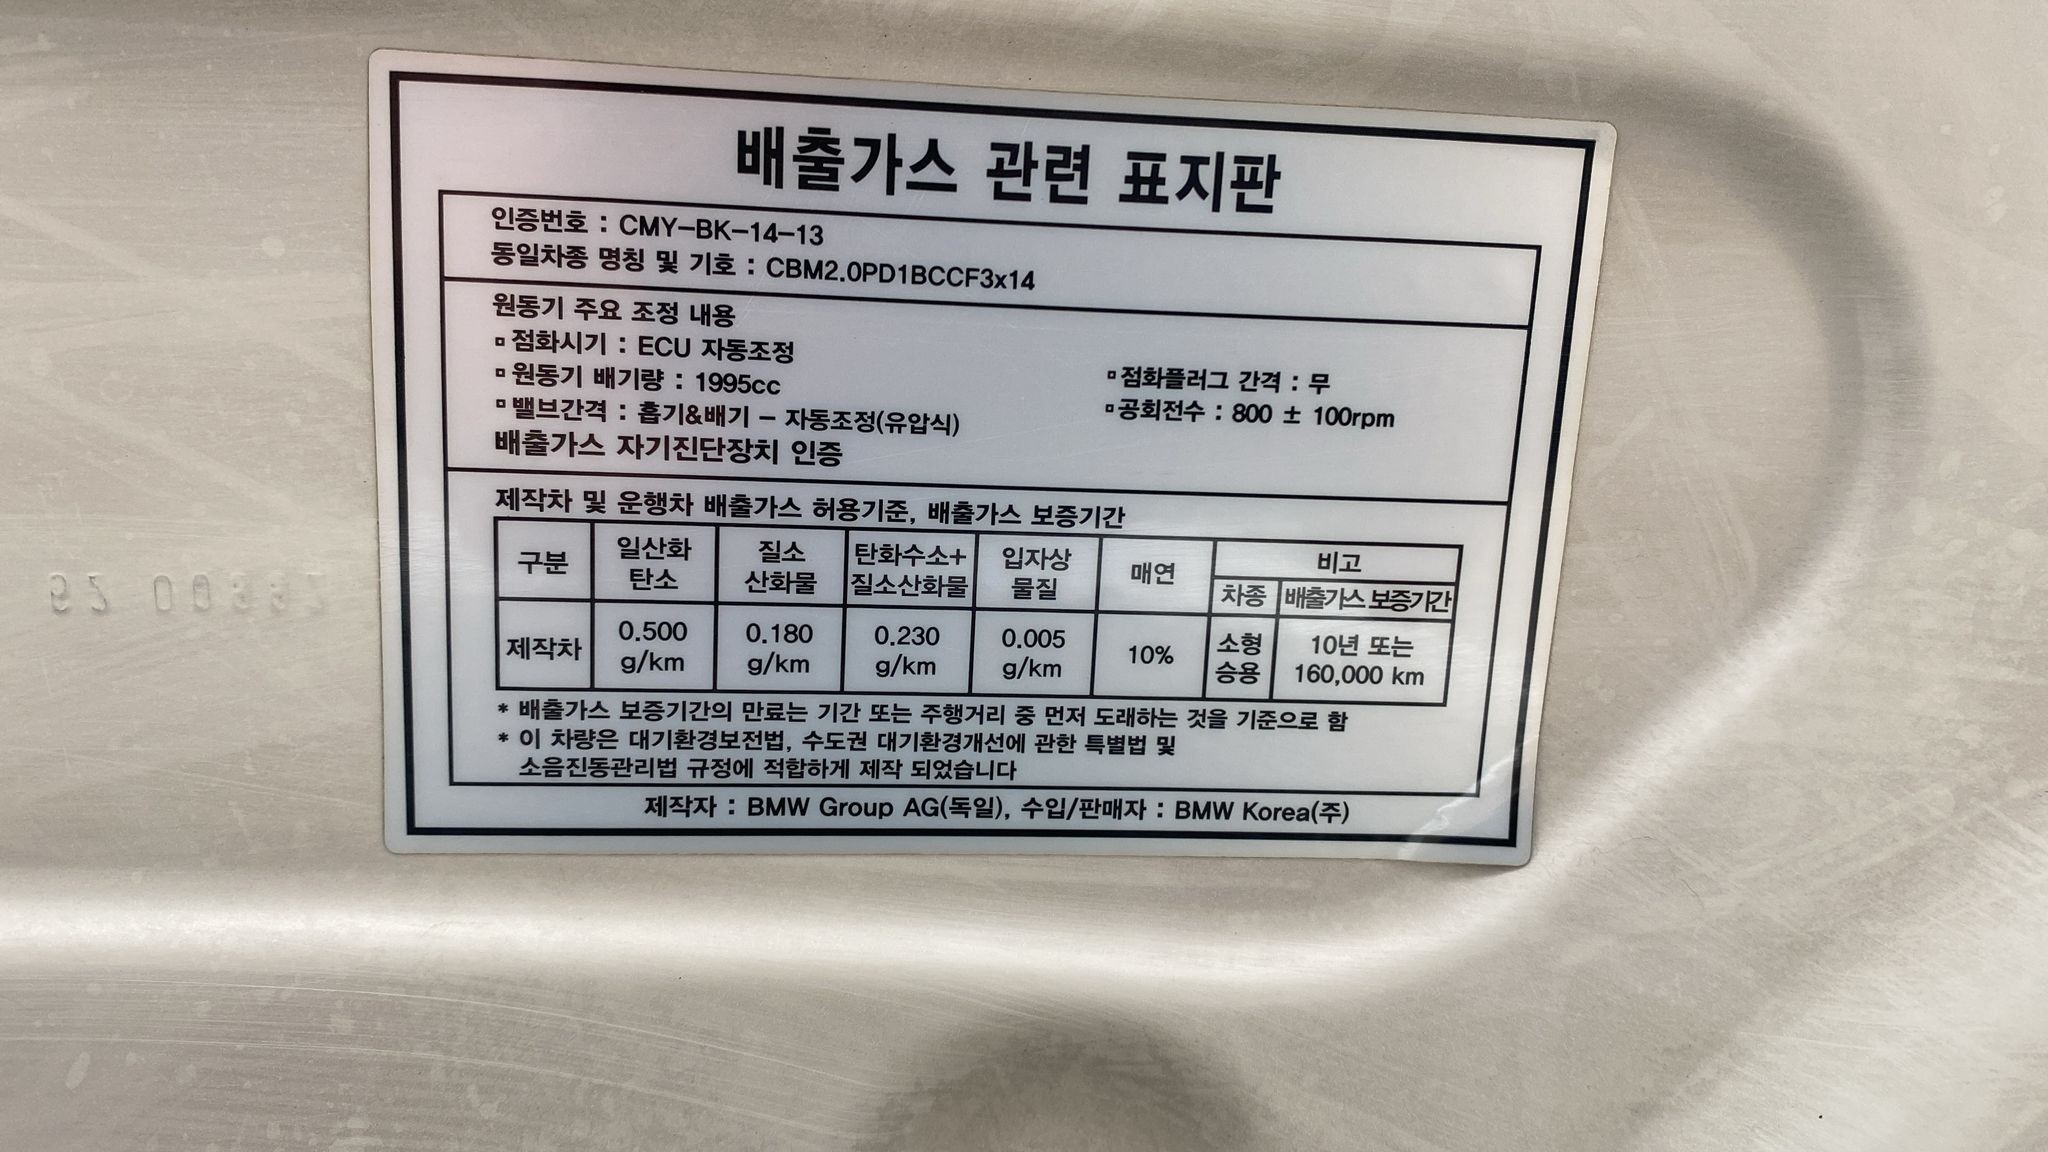 배출가스 관련 표지판
인증번호 : CMY-BK-14-13
동일차종 명칭 및 기호 : CBM2.0PD1BCCF3x14
원동기 주요 조정 내용
▫점화시기 : ECU 자동조정
▫원동기 배기량 : 1995cc ▫점화플러그 간격 : 무
▫밸브간격 : 흡기&배기 - 자동조정(유압식) ▫공회전수 : 800 ± 100rpm
배출가스 자기진단장치 인증
제작차 및 운행차 배출가스 허용기준, 배출가스 보증기간
구분 일산화 탄소 질소 산화물 탄화수소+ 질소산화물 입자상 물질 매연 비고
차종 배출가스 보증기간
제작차 0.500 g/km 0.180 g/km 0.230 g/km 0.005 g/km 10% 소형 승용 10년 또는 160,000 km
* 배출가스 보증기간의 만료는 기간 또는 주행거리 중 먼저 도래하는 것을 기준으로 함
* 이 차량은 대기환경보전법, 수도권 대기환경개선에 관한 특별법 및
소음진동관리법 규정에 적합하게 제작 되었습니다
제작자 : BMW Group AG(독일), 수입/판매자 : BMW Korea(주)